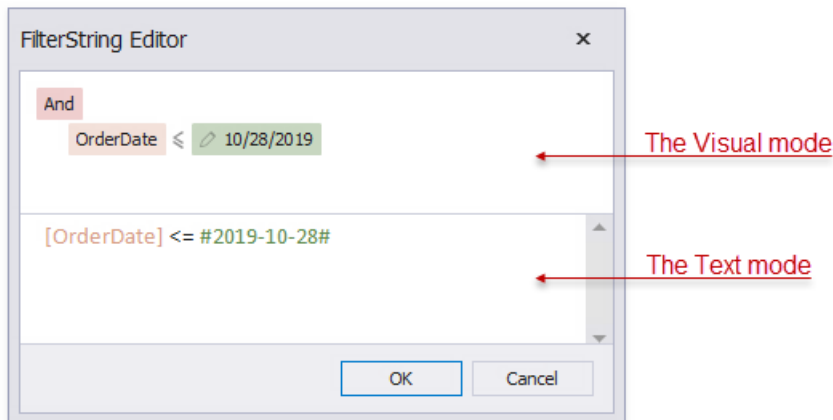 FilterString Editor
And
OrderDate ≤ 10/28/2019
The Visual mode
[OrderDate] <= #2019-10-28#
The Text mode
OK Cancel